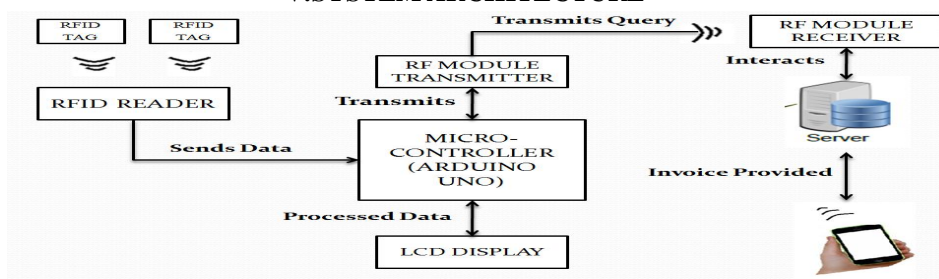 V.SYSTEM ARCHITECTURE
RFID
TAG
RFID
TAG
Transmits Query
RF MODULE
RECEIVER
RF MODULE
TRANSMITTER
Interacts
RFID READER
Transmits
MICRO-
CONTROLLER
(ARDUINO
UNO)
Server
Sends Data
Invoice Provided
Processed Data
LCD DISPLAY